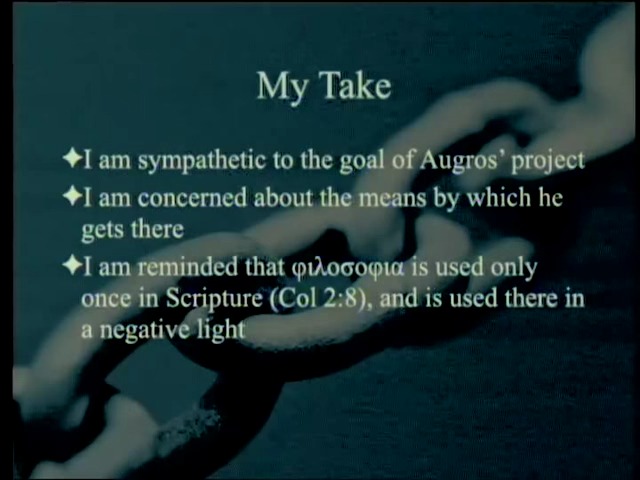 My Take
✦I am sympathetic to the goal of Augros' project
✦I am concerned about the means by which he
gets there
✦I am reminded that φιλοσοφια is used only
once in Scripture (Col 2:8), and is used there in
a negative light